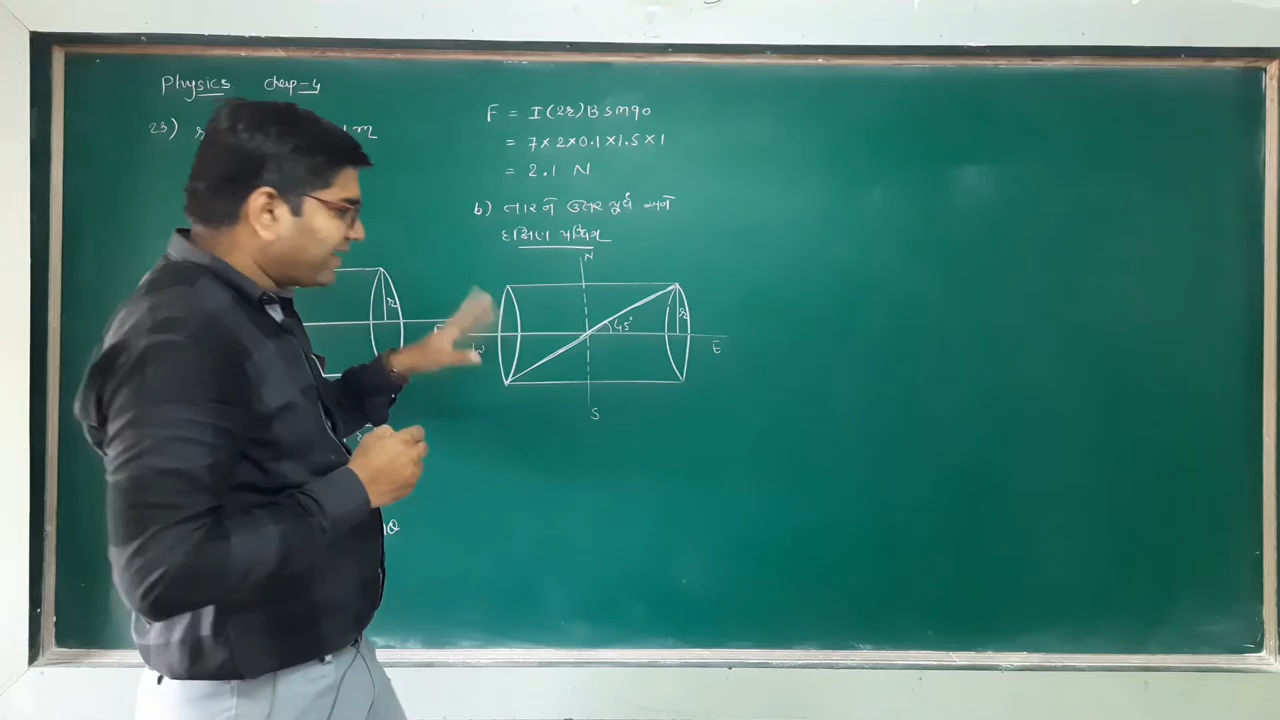 Physics Chap-4
23)
F = I(2r)B sin90
= 7×2×0.1×1.5×1
= 2.1 N
b) તારને ઉત્તર પૂર્વ અને
દક્ષિણ પશ્ચિમ
N
r
r
45°
W
E
S
θ